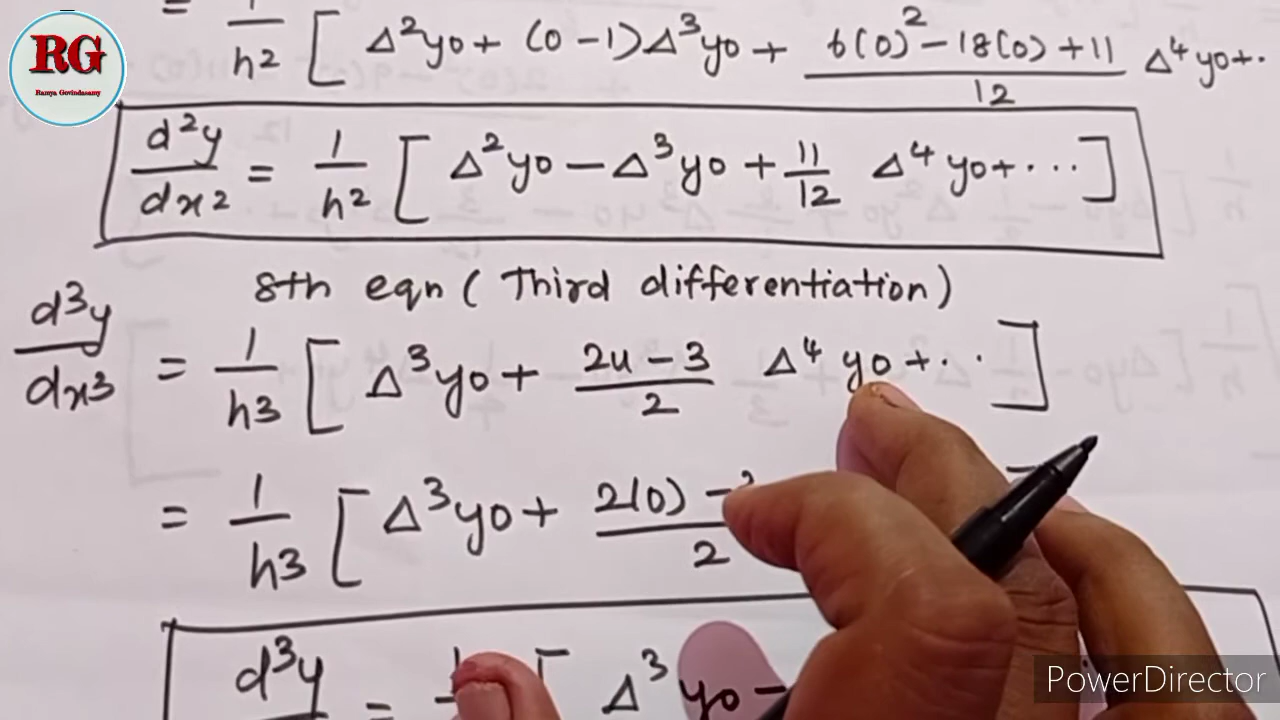 RG
Ramya Govindasamy
= 1/h2 [ Δ²y0 + (0-1)Δ³y0 + 6(0)²-18(0)+11/12 Δ⁴y0+..
d²y/dx2 = 1/h2 [ Δ²y0 - Δ³y0 + 11/12 Δ⁴y0+... ]
8th eqn ( Third differentiation)
d³y/dx3 = 1/h3 [ Δ³y0 + 2u-3/2 Δ⁴y0+.. ]
= 1/h3 [ Δ³y0 + 2(0) - /2
d³y = 1 [ Δ³y0 -
PowerDirector